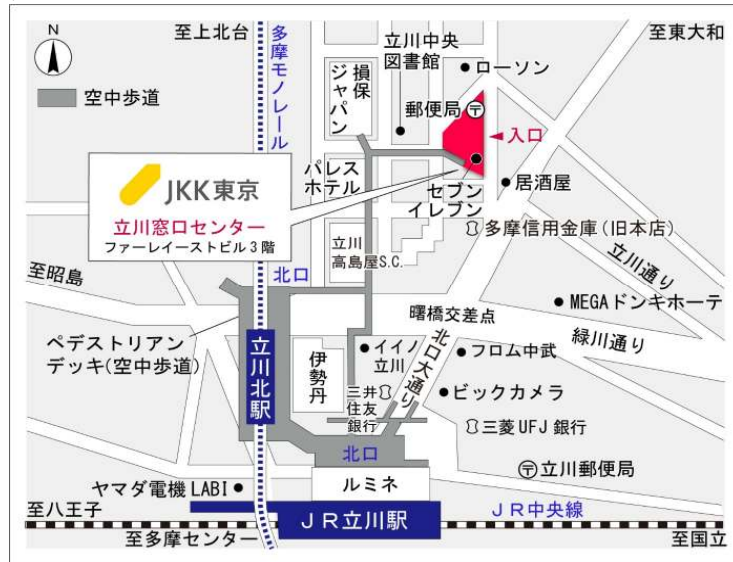 N
空中歩道
至上北台
多摩モノレール
損保
ジャパン
立川中央
図書館
ローソン
至東大和
郵便局
〒
入口
JKK東京
立川窓口センター
ファーレイーストビル3階
パレス
ホテル
セブン
イレブン
居酒屋
多摩信用金庫(旧本店)
立川
高島屋S.C.
立川通り
至昭島
北口
MEGAドンキホーテ
曙橋交差点
緑川通り
ペデストリアン
デッキ(空中歩道)
立川北駅
伊勢丹
イイノ
立川
北口大通り
フロム中武
三井
住友
銀行
ビックカメラ
三菱UFJ銀行
北口
〒立川郵便局
ヤマダ電機LABI
ルミネ
至八王子
JR立川駅
JR中央線
至多摩センター
至国立